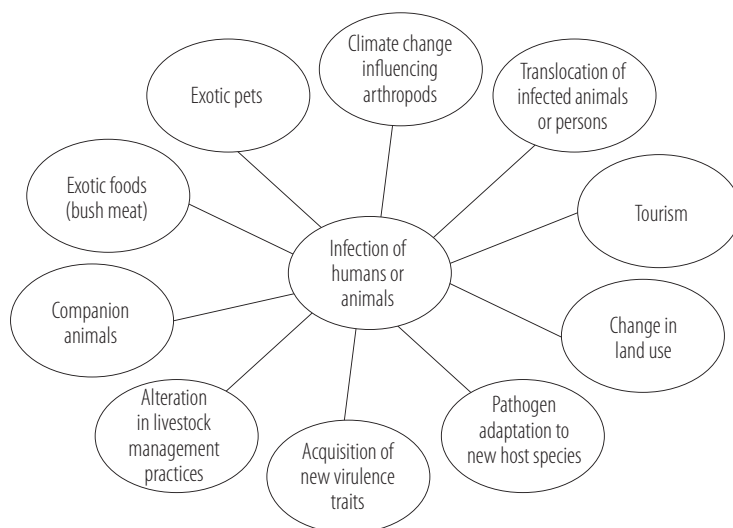 Climate change
influencing
arthropods
Translocation of
infected animals
or persons
Exotic pets
Exotic foods
(bush meat)
Tourism
Infection of
humans or
animals
Companion
animals
Change in
land use
Alteration
in livestock
management
practices
Acquisition of
new virulence
traits
Pathogen
adaptation to
new host species